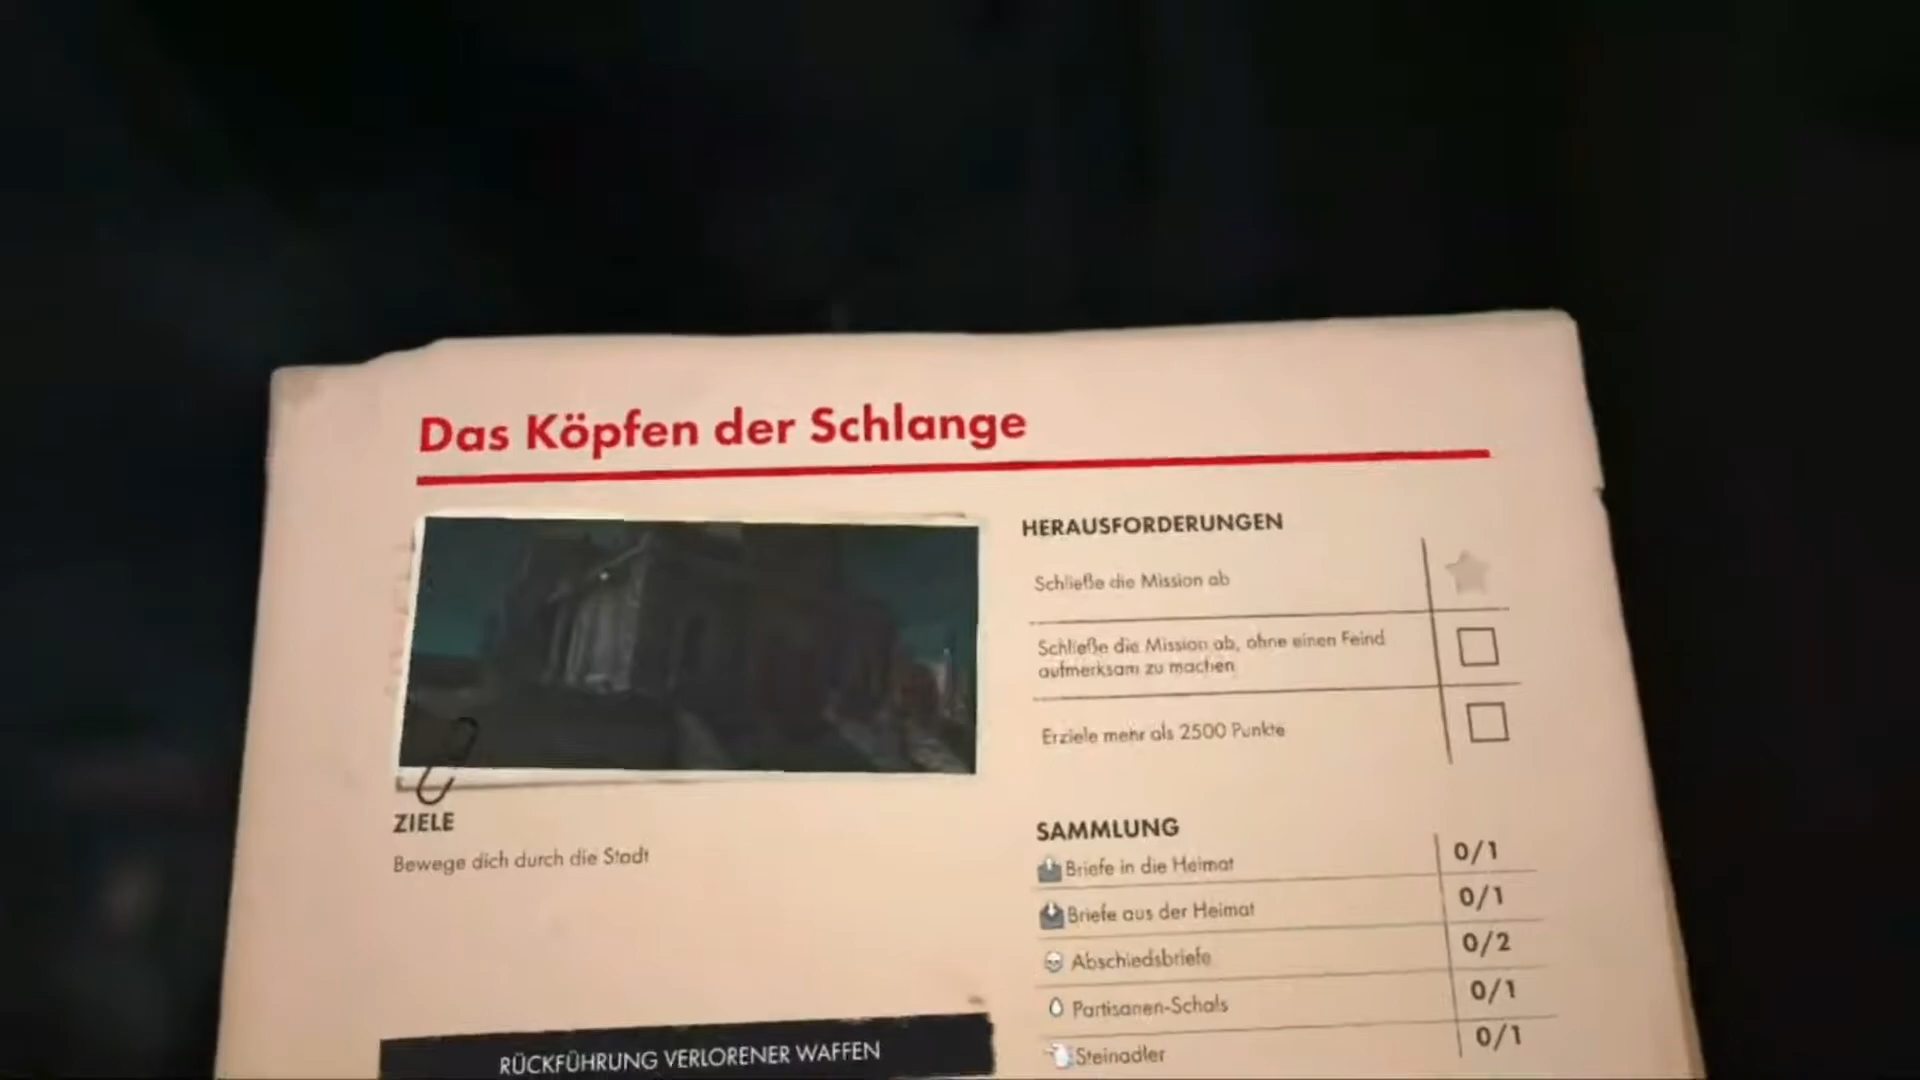 Das Köpfen der Schlange
HERAUSFORDERUNGEN
Schließe die Mission ab
Schließe die Mission ab, ohne einen Feind
aufmerksam zu machen
Erziele mehr als 2500 Punkte
ZIELE
Bewege dich durch die Stadt
SAMMLUNG
Briefe in die Heimat 0/1
Briefe aus der Heimat 0/1
Abschiedsbriefe 0/2
Partisanen-Schals 0/1
Steinadler 0/1
RÜCKFÜHRUNG VERLORENER WAFFEN